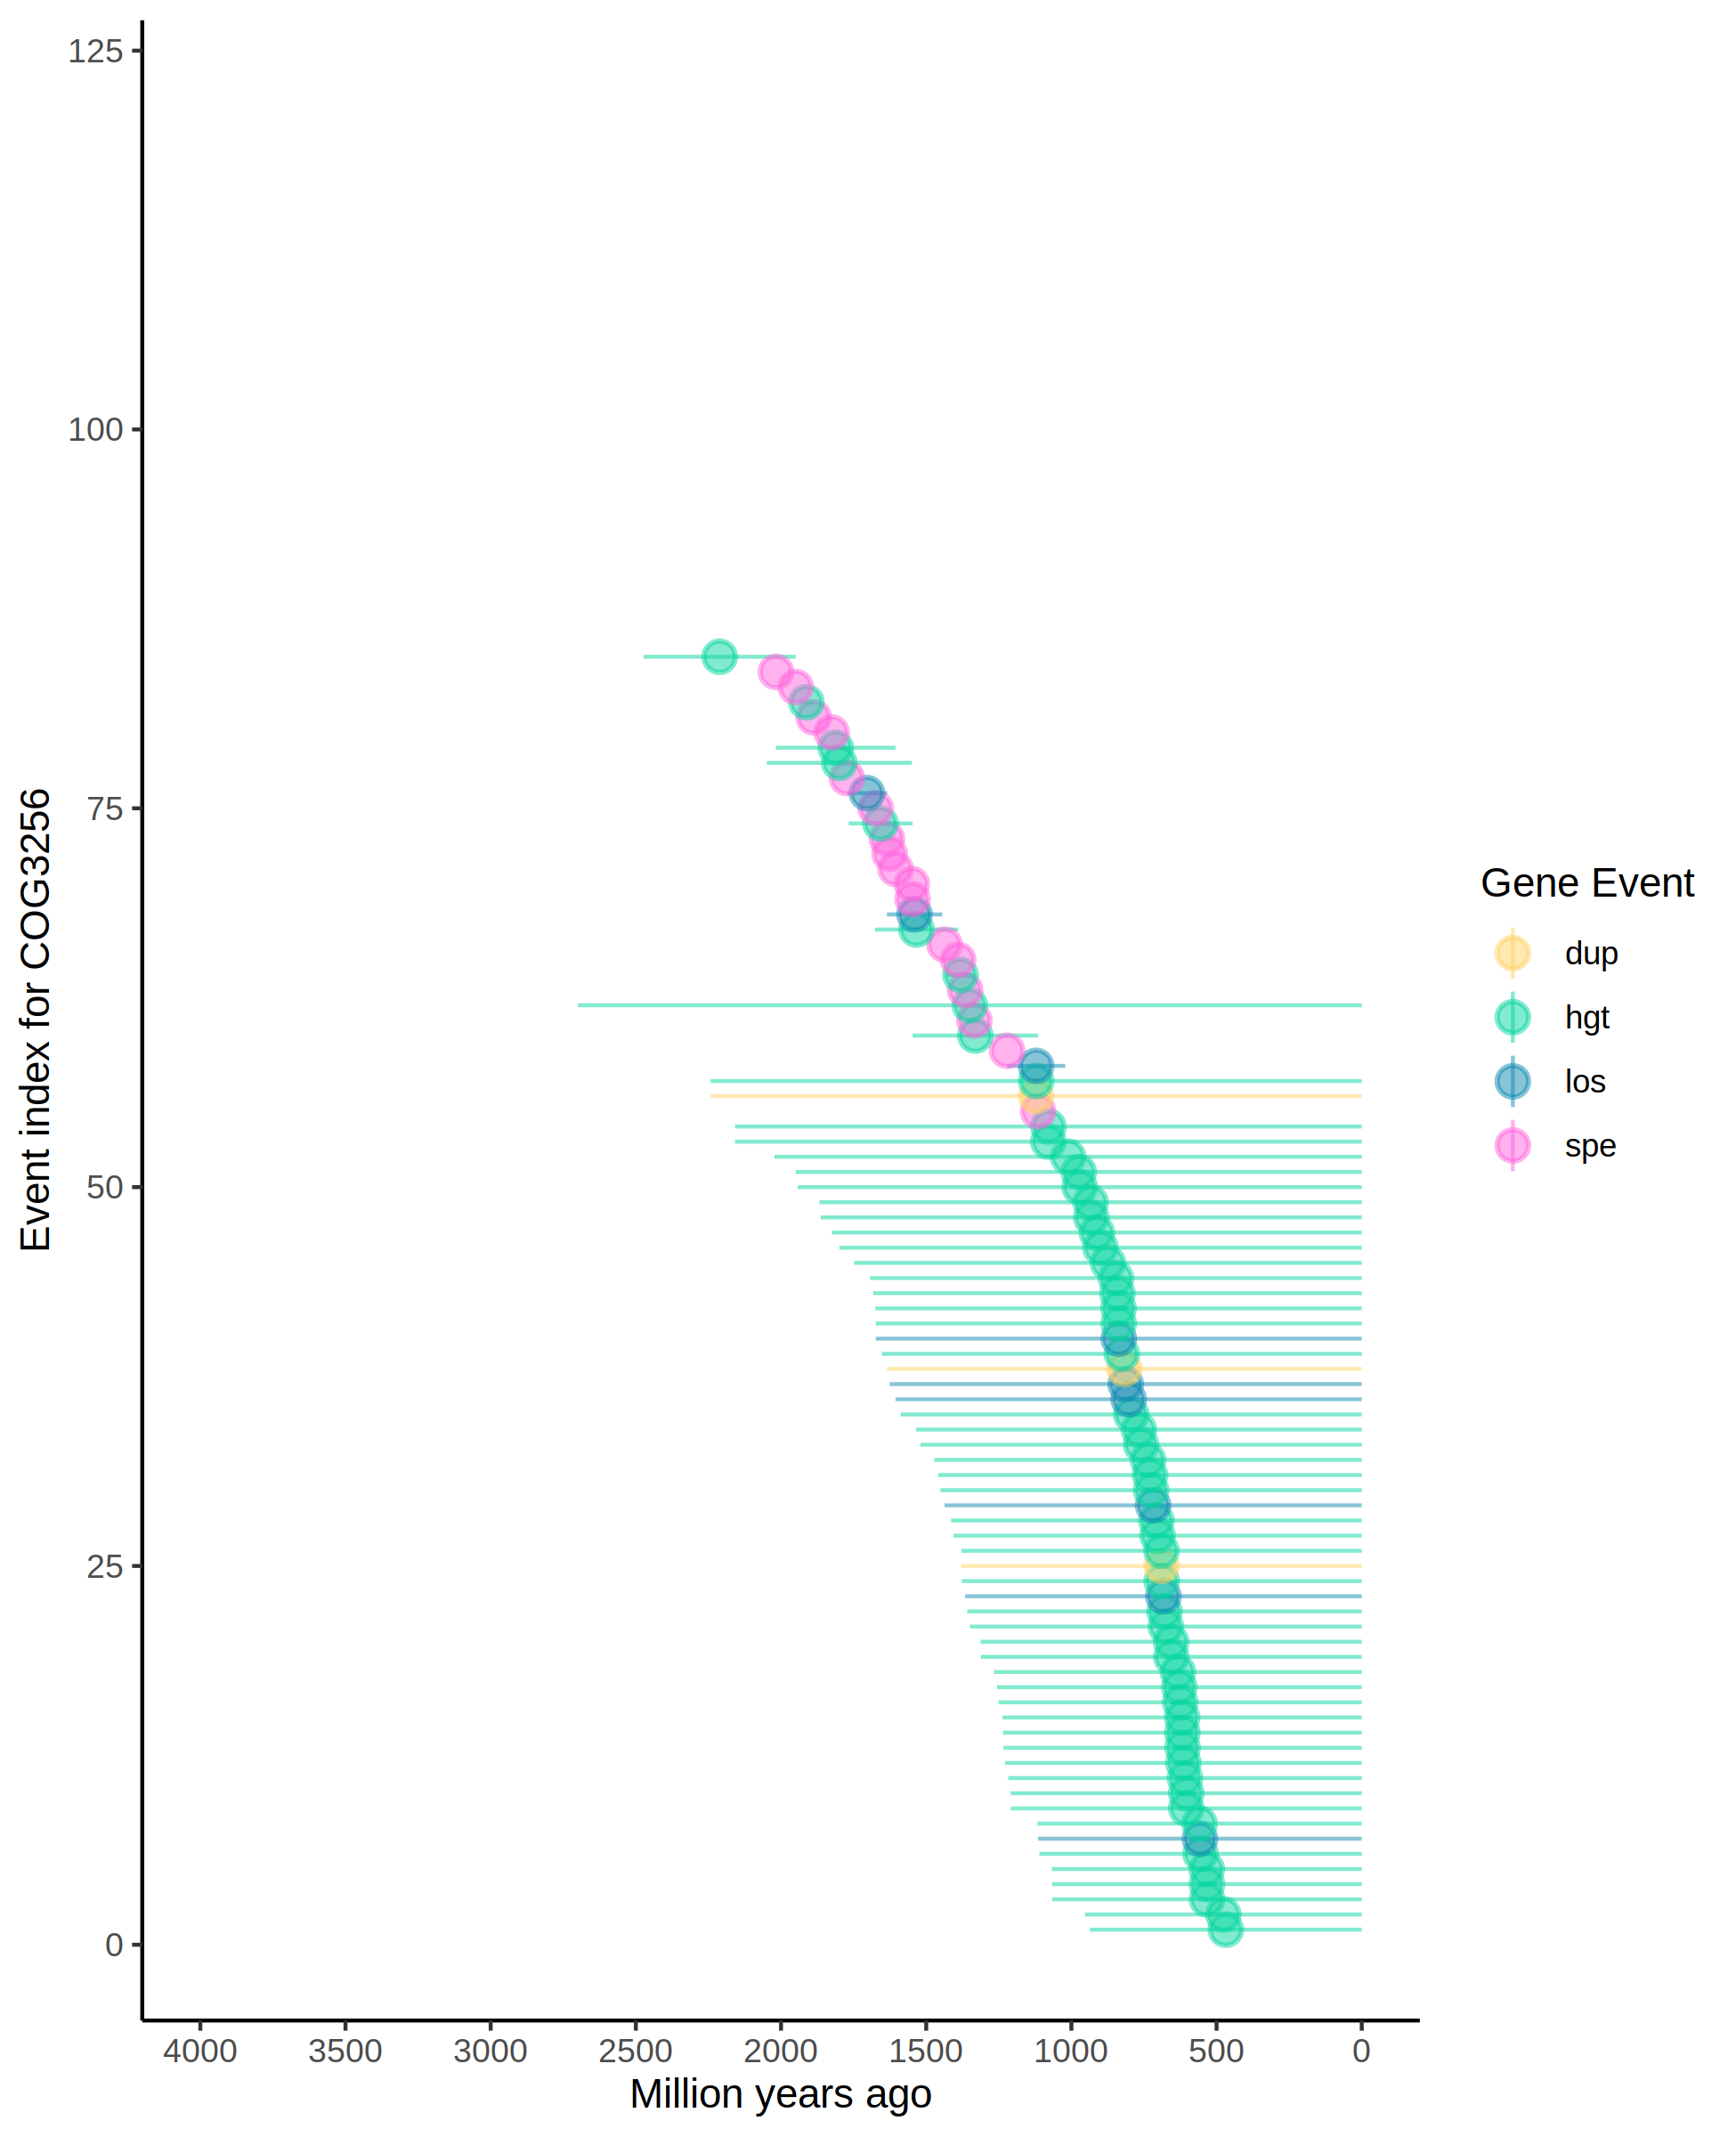 125
100
75
50
25
0
Event index for COG3256
4000 3500 3000 2500 2000 1500 1000 500 0
Million years ago
Gene Event
dup
hgt
los
spe